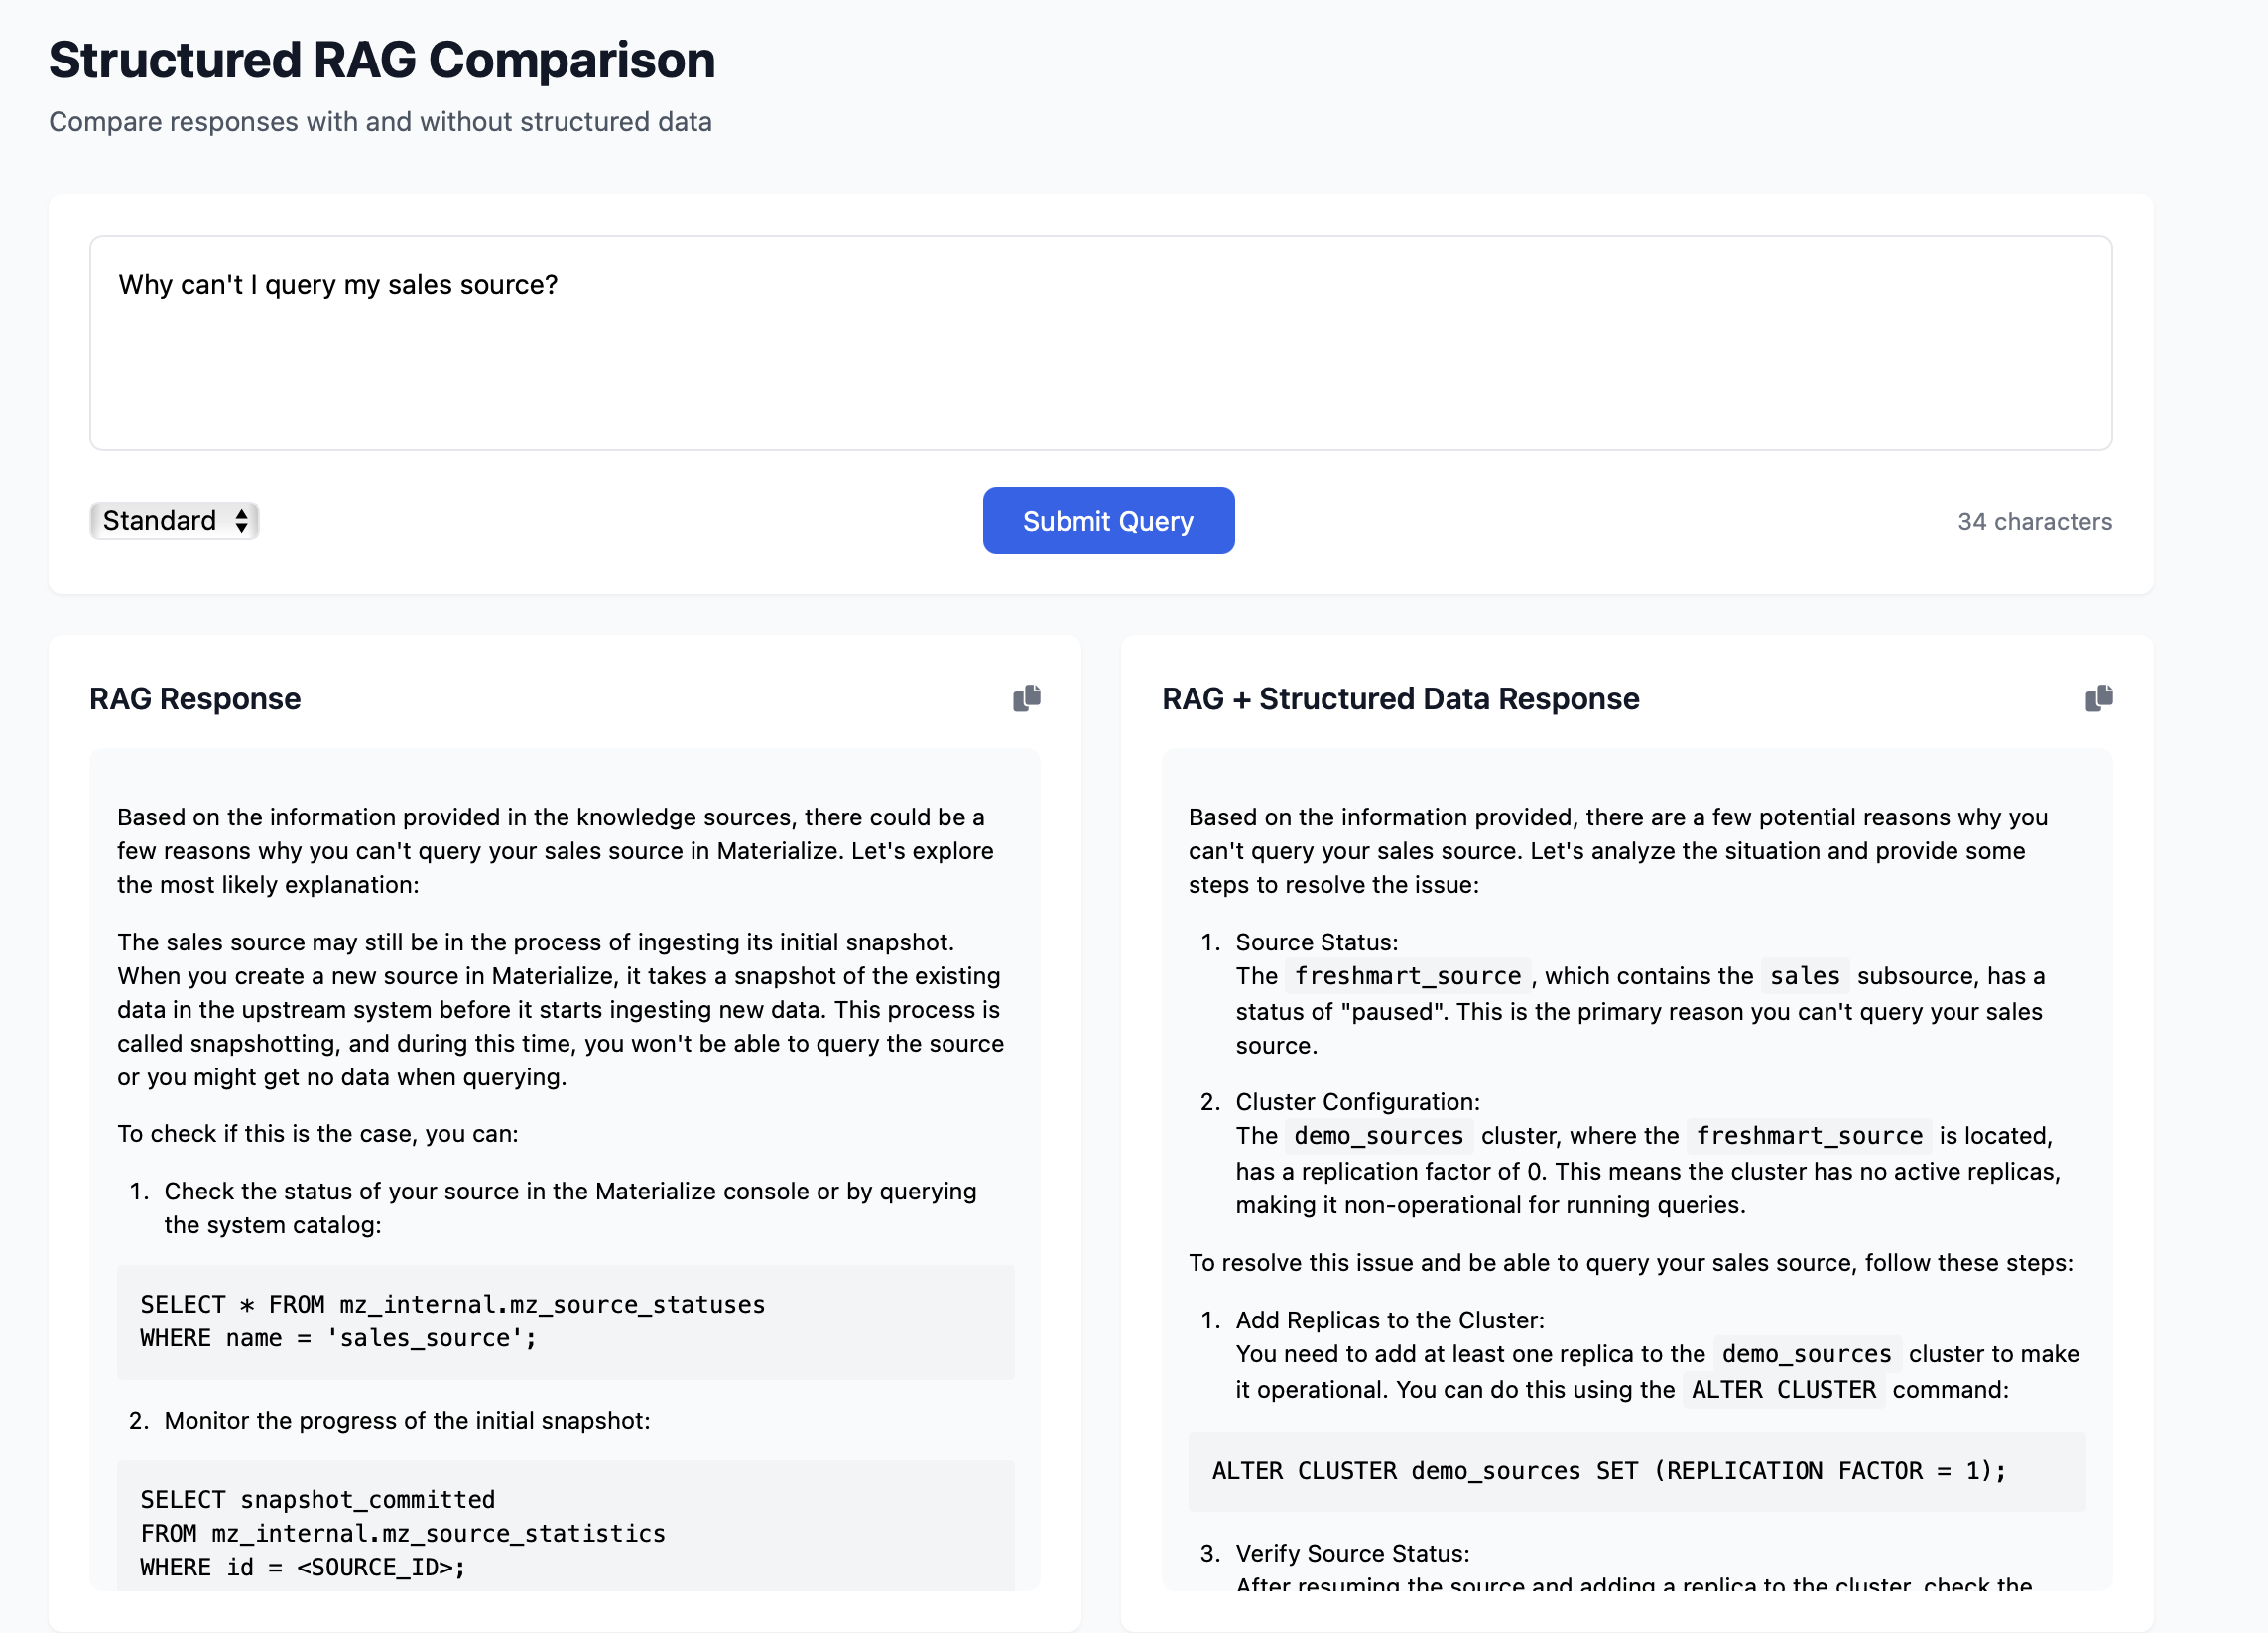 Structured RAG Comparison
Compare responses with and without structured data
Why can't I query my sales source?
Standard
Submit Query
34 characters
RAG Response
Based on the information provided in the knowledge sources, there could be a
few reasons why you can't query your sales source in Materialize. Let's explore
the most likely explanation:
The sales source may still be in the process of ingesting its initial snapshot.
When you create a new source in Materialize, it takes a snapshot of the existing
data in the upstream system before it starts ingesting new data. This process is
called snapshotting, and during this time, you won't be able to query the source
or you might get no data when querying.
To check if this is the case, you can:
1. Check the status of your source in the Materialize console or by querying
the system catalog:
SELECT * FROM mz_internal.mz_source_statuses
WHERE name = 'sales_source';
2. Monitor the progress of the initial snapshot:
SELECT snapshot_committed
FROM mz_internal.mz_source_statistics
WHERE id = <SOURCE_ID>;
RAG + Structured Data Response
Based on the information provided, there are a few potential reasons why you
can't query your sales source. Let's analyze the situation and provide some
steps to resolve the issue:
1. Source Status:
The freshmart_source , which contains the sales subsource, has a
status of "paused". This is the primary reason you can't query your sales
source.
2. Cluster Configuration:
The demo_sources cluster, where the freshmart_source is located,
has a replication factor of 0. This means the cluster has no active replicas,
making it non-operational for running queries.
To resolve this issue and be able to query your sales source, follow these steps:
1. Add Replicas to the Cluster:
You need to add at least one replica to the demo_sources cluster to make
it operational. You can do this using the ALTER CLUSTER command:
ALTER CLUSTER demo_sources SET (REPLICATION FACTOR = 1);
3. Verify Source Status:
After resuming the source and adding a replica to the cluster, check the